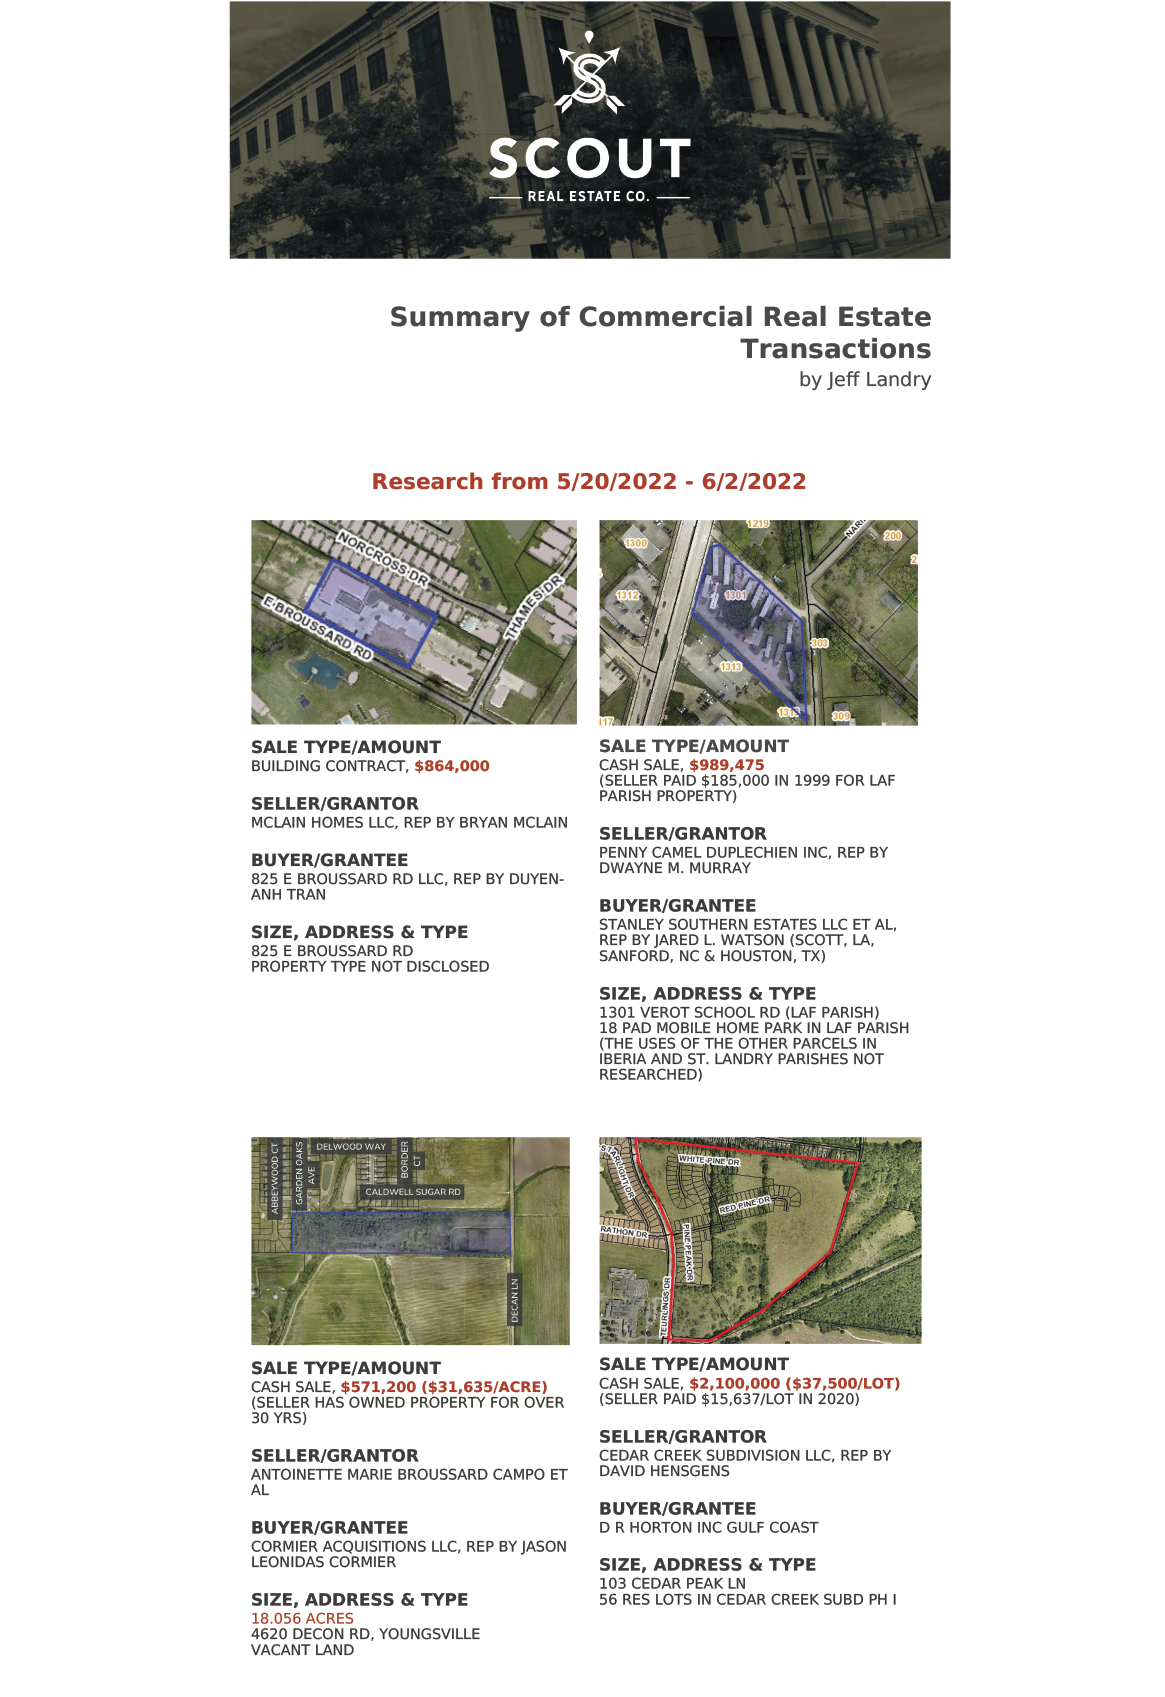 SCOUT
REAL ESTATE CO.
Summary of Commercial Real Estate
Transactions
by Jeff Landry
Research from 5/20/2022 - 6/2/2022
NORCROSS DR
E BROUSSARD RD
THAMES DR
SALE TYPE/AMOUNT
BUILDING CONTRACT, $864,000
SELLER/GRANTOR
MCLAIN HOMES LLC, REP BY BRYAN MCLAIN
BUYER/GRANTEE
825 E BROUSSARD RD LLC, REP BY DUYEN-
ANH TRAN
SIZE, ADDRESS & TYPE
825 E BROUSSARD RD
PROPERTY TYPE NOT DISCLOSED
1219
1300
200
1312
1301
303
1313
309
SALE TYPE/AMOUNT
CASH SALE, $989,475
(SELLER PAID $185,000 IN 1999 FOR LAF
PARISH PROPERTY)
SELLER/GRANTOR
PENNY CAMEL DUPLECHIEN INC, REP BY
DWAYNE M. MURRAY
BUYER/GRANTEE
STANLEY SOUTHERN ESTATES LLC ET AL,
REP BY JARED L. WATSON (SCOTT, LA,
SANFORD, NC & HOUSTON, TX)
SIZE, ADDRESS & TYPE
1301 VEROT SCHOOL RD (LAF PARISH)
18 PAD MOBILE HOME PARK IN LAF PARISH
(THE USES OF THE OTHER PARCELS IN
IBERIA AND ST. LANDRY PARISHES NOT
RESEARCHED)
ABBEYWOOD CT
GARDEN OAKS
AVE
DELWOOD WAY
BORDER
CT
CALDWELL SUGAR RD
DECAN LN
SALE TYPE/AMOUNT
CASH SALE, $571,200 ($31,635/ACRE)
(SELLER HAS OWNED PROPERTY FOR OVER
30 YRS)
SELLER/GRANTOR
ANTOINETTE MARIE BROUSSARD CAMPO ET
AL
BUYER/GRANTEE
CORMIER ACQUISITIONS LLC, REP BY JASON
LEONIDAS CORMIER
SIZE, ADDRESS & TYPE
18.056 ACRES
4620 DECON RD, YOUNGSVILLE
VACANT LAND
STARLIGHT DR
WHITE PINE DR
RED PINE DR
RATHON DR
PINE PEAK DR
TEURLINGS DR
SALE TYPE/AMOUNT
CASH SALE, $2,100,000 ($37,500/LOT)
(SELLER PAID $15,637/LOT IN 2020)
SELLER/GRANTOR
CEDAR CREEK SUBDIVISION LLC, REP BY
DAVID HENSGENS
BUYER/GRANTEE
D R HORTON INC GULF COAST
SIZE, ADDRESS & TYPE
103 CEDAR PEAK LN
56 RES LOTS IN CEDAR CREEK SUBD PH I